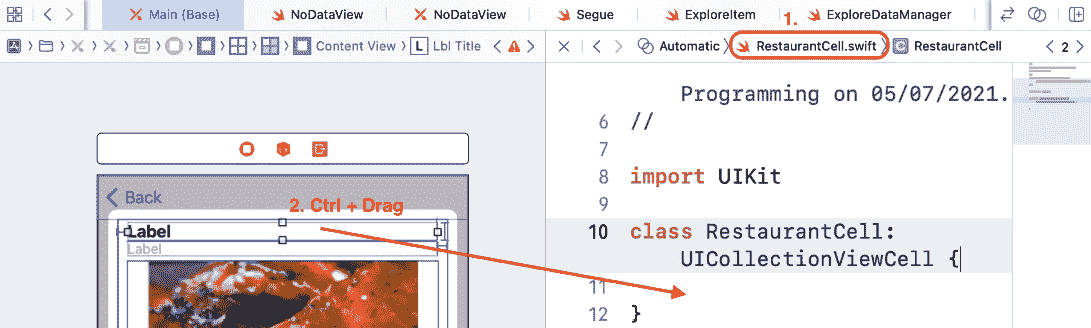 Main (Base) NoDataView NoDataView Segue ExploreItem 1. ExploreDataManager
Content View L Lbl Title
Automatic RestaurantCell.swift RestaurantCell 2
Back
2. Ctrl + Drag
Label
Label
Programming on 05/07/2021.
6 //
7
8 import UIKit
9
10 class RestaurantCell:
UICollectionViewCell {
11
12 }